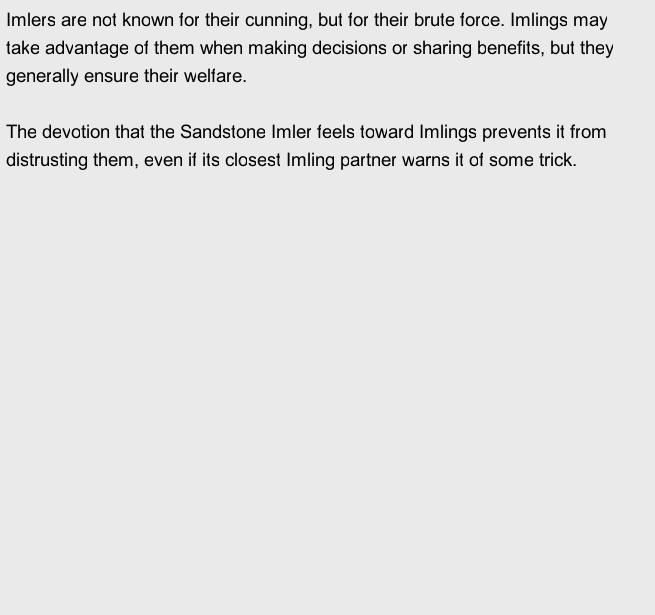 Imlers are not known for their cunning, but for their brute force. Imlings may
take advantage of them when making decisions or sharing benefits, but they
generally ensure their welfare.
The devotion that the Sandstone Imler feels toward Imlings prevents it from
distrusting them, even if its closest Imling partner warns it of some trick.